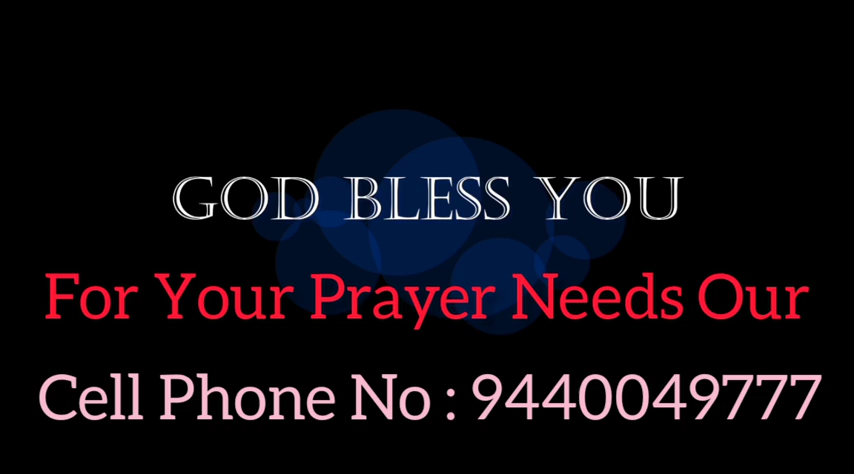 GOD BLESS YOU
For Your Prayer Needs Our
Cell Phone No : 9440049777